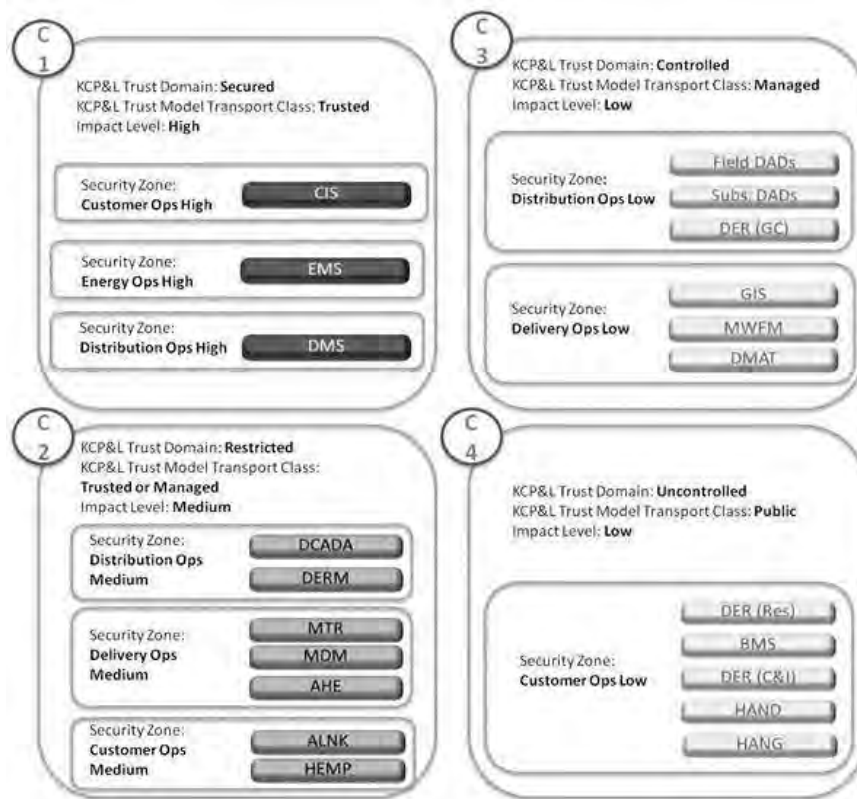 C
1
KCP&L Trust Domain: Secured
KCP&L Trust Model Transport Class: Trusted
Impact Level: High
Security Zone:
Customer Ops High
CIS
Security Zone:
Energy Ops High
EMS
Security Zone:
Distribution Ops High
DMS
C
2
KCP&L Trust Domain: Restricted
KCP&L Trust Model Transport Class:
Trusted or Managed
Impact Level: Medium
Security Zone:
Distribution Ops
Medium
DCADA
DERM
Security Zone:
Delivery Ops
Medium
MTR
MDM
AHE
Security Zone:
Customer Ops
Medium
ALNK
HEMP
C
3
KCP&L Trust Domain: Controlled
KCP&L Trust Model Transport Class: Managed
Impact Level: Low
Security Zone:
Distribution Ops Low
Field DADs
Subs. DADs
DER (GC)
Security Zone:
Delivery Ops Low
GIS
MWFM
DMAT
C
4
KCP&L Trust Domain: Uncontrolled
KCP&L Trust Model Transport Class: Public
Impact Level: Low
Security Zone:
Customer Ops Low
DER (Res)
BMS
DER (C&I)
HAND
HANG